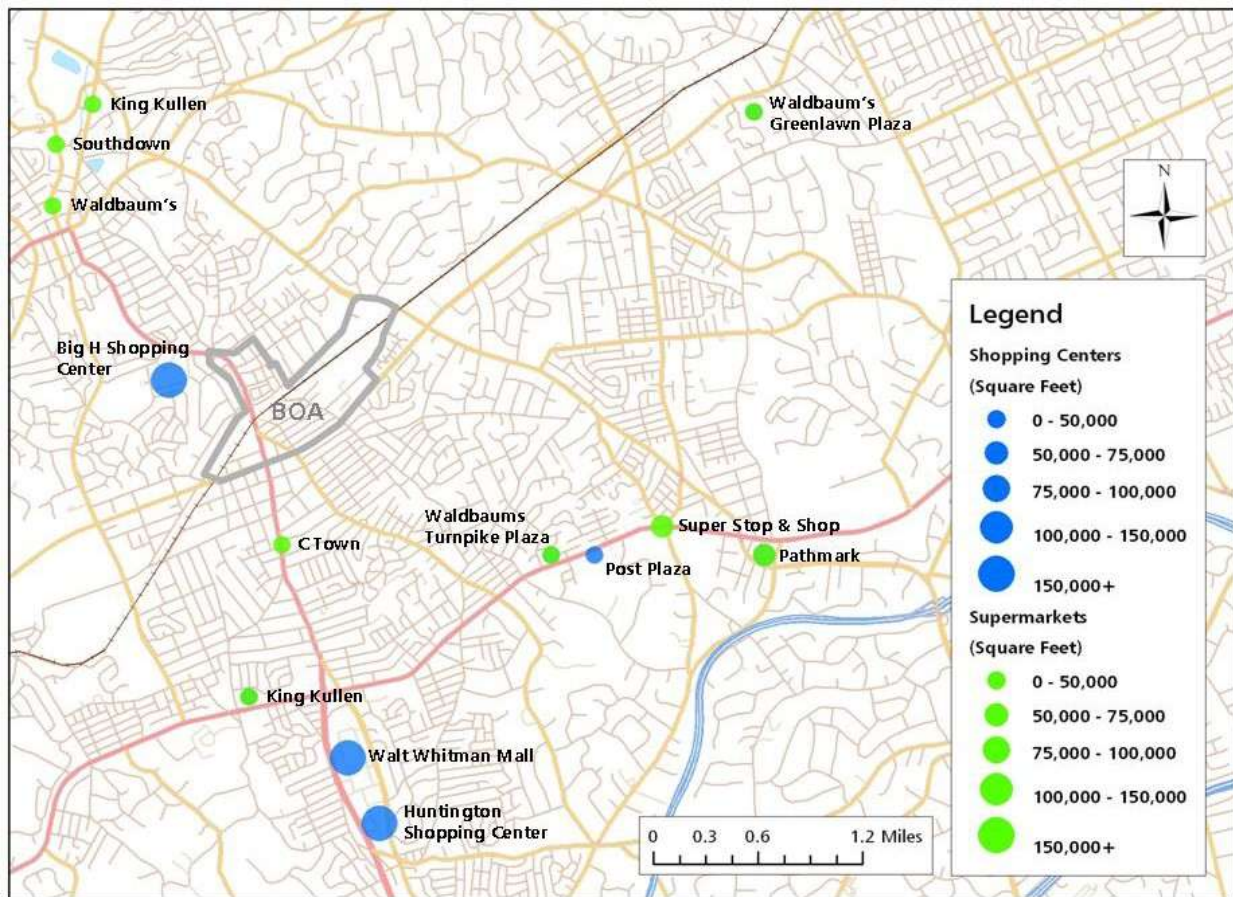 King Kullen
Southdown
Waldbaum's
Waldbaum's
Greenlawn Plaza
N
Big H Shopping
Center
BOA
CTown
Waldbaums
Turnpike Plaza
Post Plaza
Super Stop & Shop
Pathmark
King Kullen
Walt Whitman Mall
Huntington
Shopping Center
0 0.3 0.6 1.2 Miles
Legend
Shopping Centers
(Square Feet)
0 - 50,000
50,000 - 75,000
75,000 - 100,000
100,000 - 150,000
150,000+
Supermarkets
(Square Feet)
0 - 50,000
50,000 - 75,000
75,000 - 100,000
100,000 - 150,000
150,000+